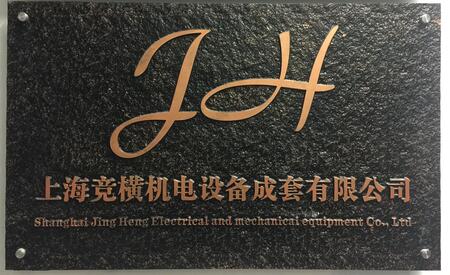 JH
上海竞横机电设备成套有限公司
Shanghai Jing Heng Electrical and mechanical equipment Co., Ltd